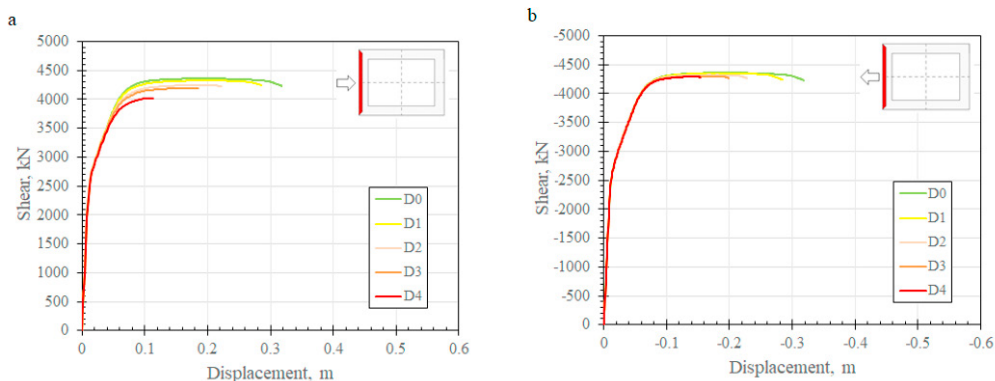 a
5000
4500
4000
3500
3000
2500
2000
1500
1000
500
0
Shear, kN
0 0.1 0.2 0.3 0.4 0.5 0.6
Displacement, m
D0
D1
D2
D3
D4
b
-5000
-4500
-4000
-3500
-3000
-2500
-2000
-1500
-1000
-500
0
Shear, kN
0 -0.1 -0.2 -0.3 -0.4 -0.5 -0.6
Displacement, m
D0
D1
D2
D3
D4